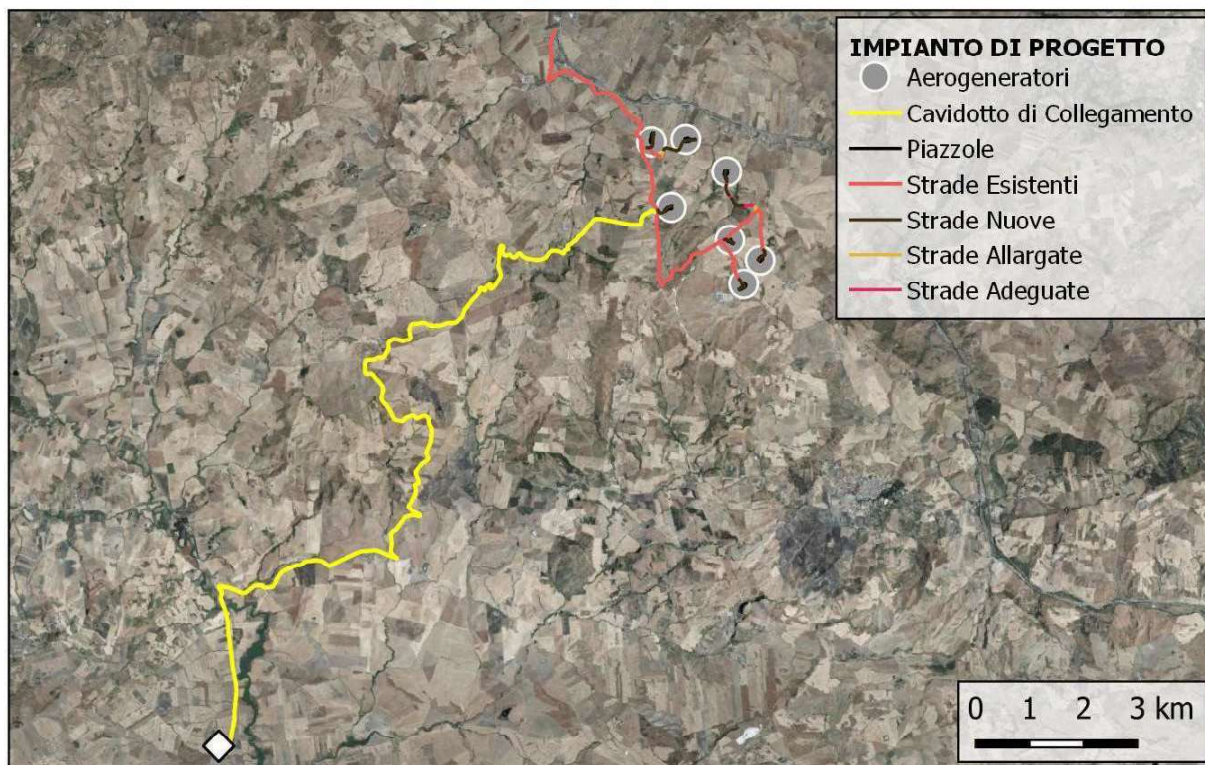 IMPIANTO DI PROGETTO
Aerogeneratori
Cavidotto di Collegamento
Piazzole
Strade Esistenti
Strade Nuove
Strade Allargate
Strade Adeguate
0 1 2 3 km